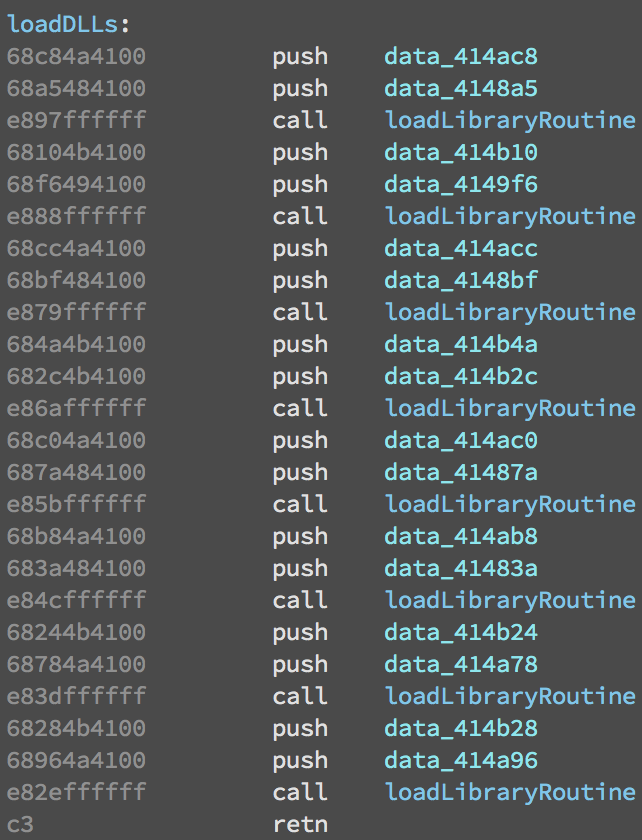 loadDLLs:
68c84a4100 push data_414ac8
68a5484100 push data_4148a5
e897ffffff call loadLibraryRoutine
68104b4100 push data_414b10
68f6494100 push data_4149f6
e888ffffff call loadLibraryRoutine
68cc4a4100 push data_414acc
68bf484100 push data_4148bf
e879ffffff call loadLibraryRoutine
684a4b4100 push data_414b4a
682c4b4100 push data_414b2c
e86affffff call loadLibraryRoutine
68c04a4100 push data_414ac0
687a484100 push data_41487a
e85bffffff call loadLibraryRoutine
68b84a4100 push data_414ab8
683a484100 push data_41483a
e84cffffff call loadLibraryRoutine
68244b4100 push data_414b24
68784a4100 push data_414a78
e83dffffff call loadLibraryRoutine
68284b4100 push data_414b28
68964a4100 push data_414a96
e82effffff call loadLibraryRoutine
c3 retn